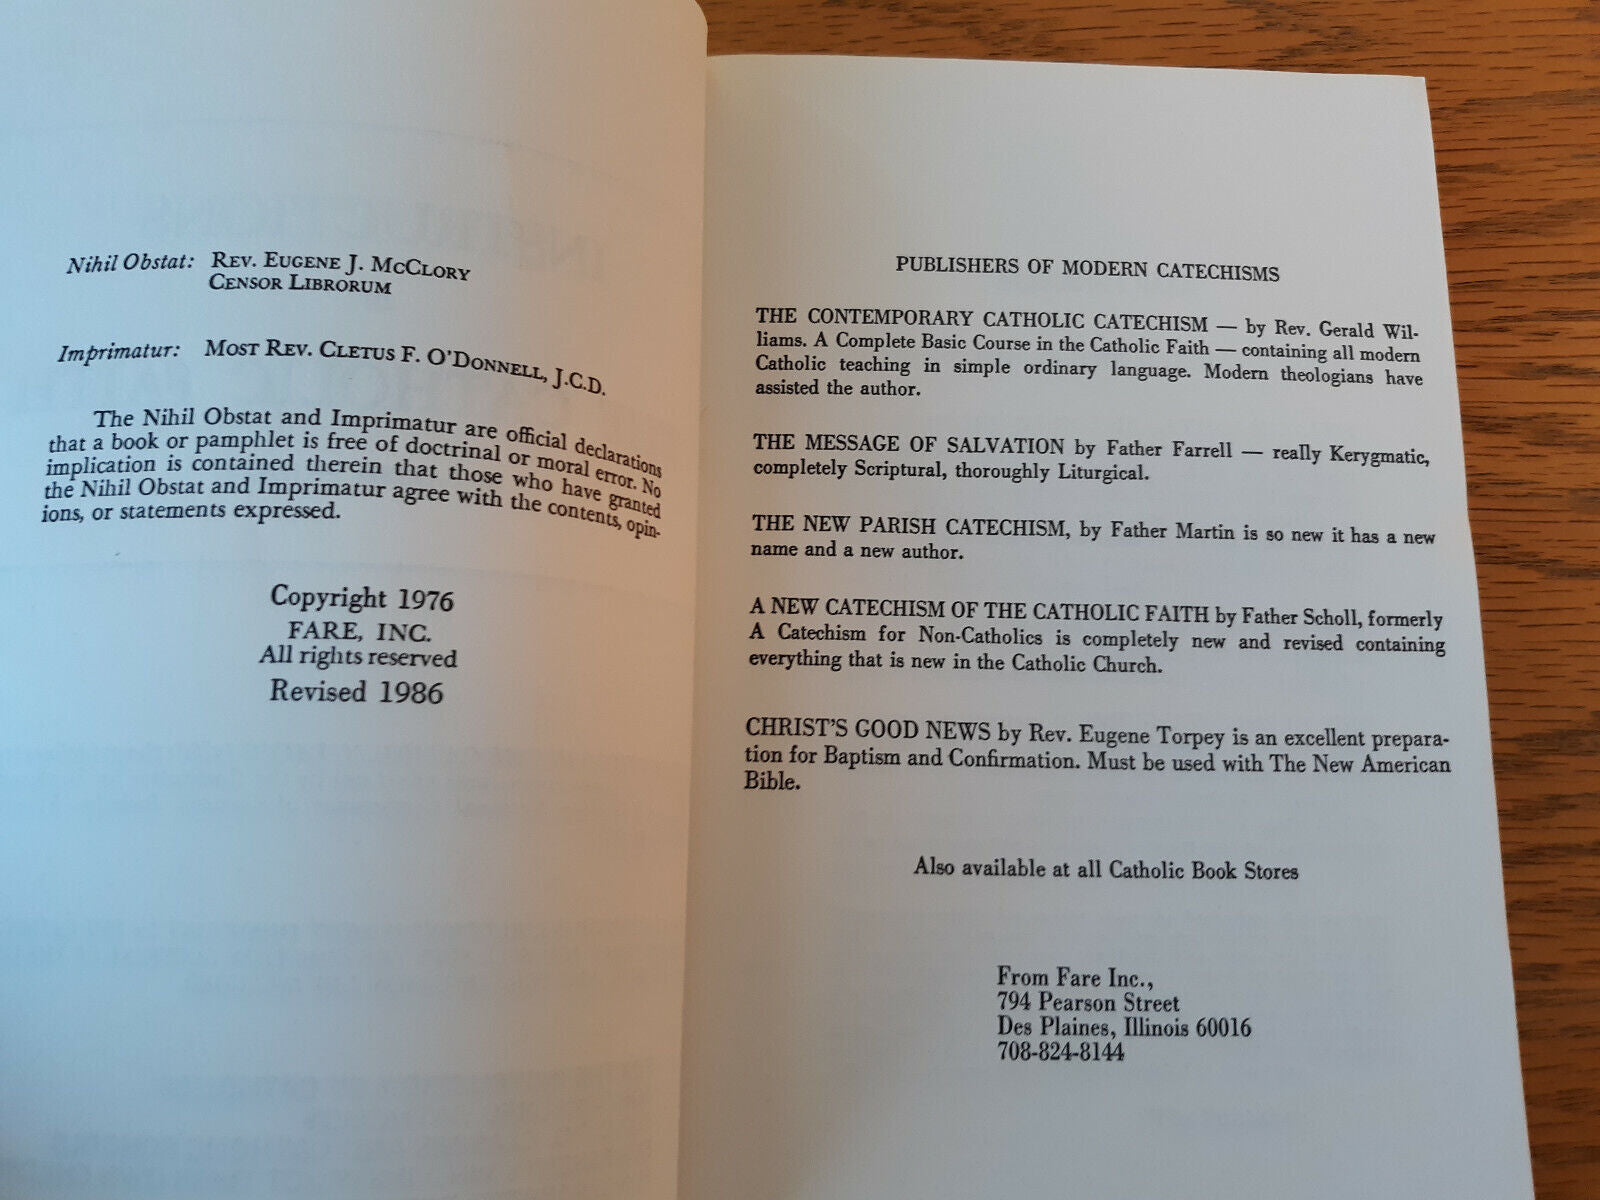 Nihil Obstat: REV. EUGENE J. MCCLORY
CENSOR LIBRORUM
Imprimatur: MOST REV. CLETUS F. O'DONNELL, J.C.D.
The Nihil Obstat and Imprimatur are official declarations
that a book or pamphlet is free of doctrinal or moral error. No
implication is contained therein that those who have granted
the Nihil Obstat and Imprimatur agree with the contents, opin-
ions, or statements expressed.
Copyright 1976
FARE, INC.
All rights reserved
Revised 1986
PUBLISHERS OF MODERN CATECHISMS
THE CONTEMPORARY CATHOLIC CATECHISM — by Rev. Gerald Wil-
liams. A Complete Basic Course in the Catholic Faith — containing all modern
Catholic teaching in simple ordinary language. Modern theologians have
assisted the author.
THE MESSAGE OF SALVATION by Father Farrell — really Kerygmatic,
completely Scriptural, thoroughly Liturgical.
THE NEW PARISH CATECHISM, by Father Martin is so new it has a new
name and a new author.
A NEW CATECHISM OF THE CATHOLIC FAITH by Father Scholl, formerly
A Catechism for Non-Catholics is completely new and revised containing
everything that is new in the Catholic Church.
CHRIST'S GOOD NEWS by Rev. Eugene Torpey is an excellent prepara-
tion for Baptism and Confirmation. Must be used with The New American
Bible.
Also available at all Catholic Book Stores
From Fare Inc.,
794 Pearson Street
Des Plaines, Illinois 60016
708-824-8144